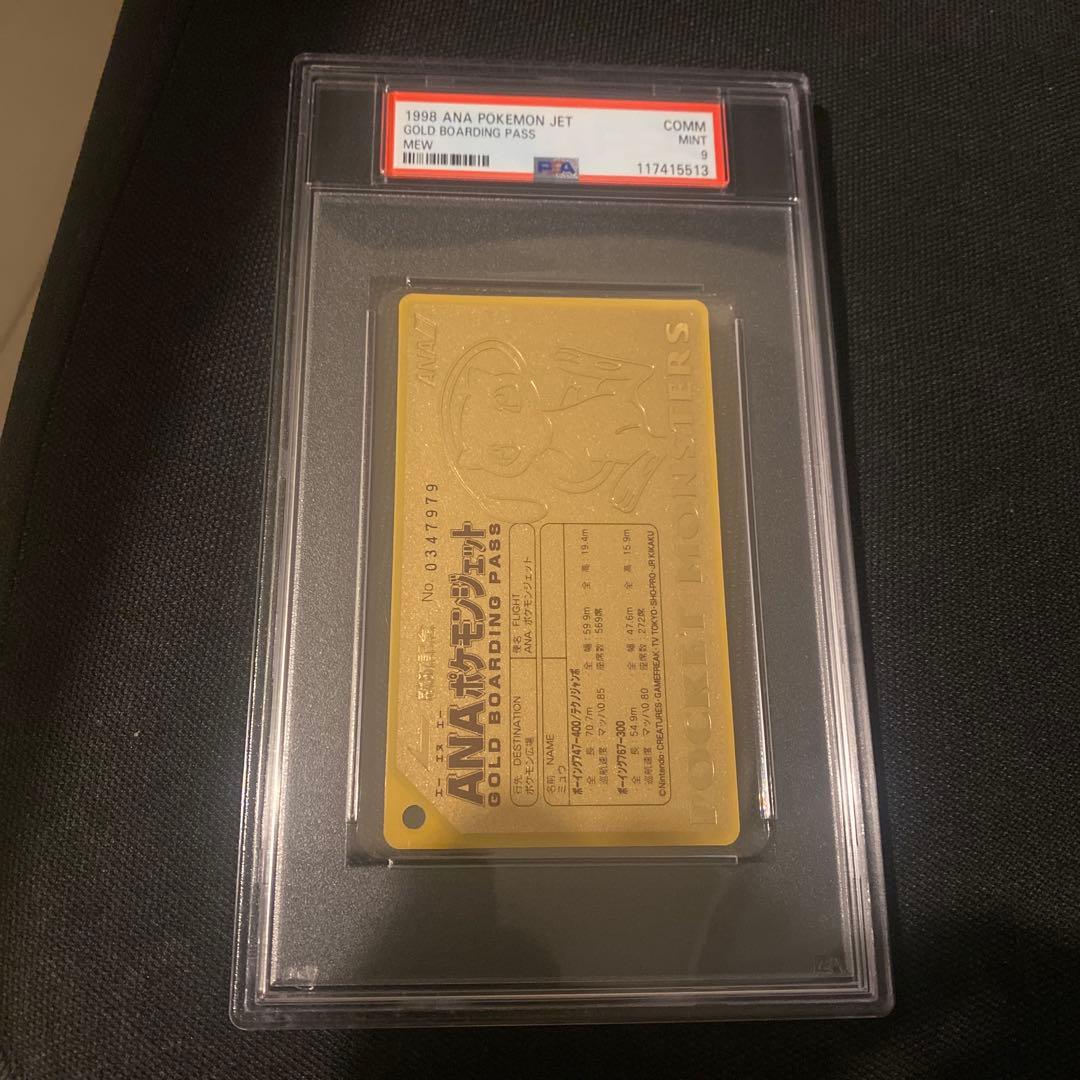 1998 ANA POKEMON JET
GOLD BOARDING PASS
MEW
COMM
MINT
9
117415513
PSA
ANA
No. 0347979
エー エヌ エー
ANAポケモンジェット
GOLD BOARDING PASS
行先 DESTINATION
ポケモン広場
便名 FLIGHT
ANA ポケモンジェット
名前 NAME
ミュウ
ボーイング747-400/テクノジャンボ
全 長:70.7m 全 幅:59.9m 全 高:19.4m
巡航速度:マッハ0.85 座席数:569席
ボーイング767-300
全 長:54.9m 全 幅:47.6m 全 高:15.9m
巡航速度:マッハ0.80 座席数:272席
©Nintendo·CREATURES·GAMEFREAK·TV TOKYO·SHO-PRO·JR KIKAKU
POCKET MONSTERS